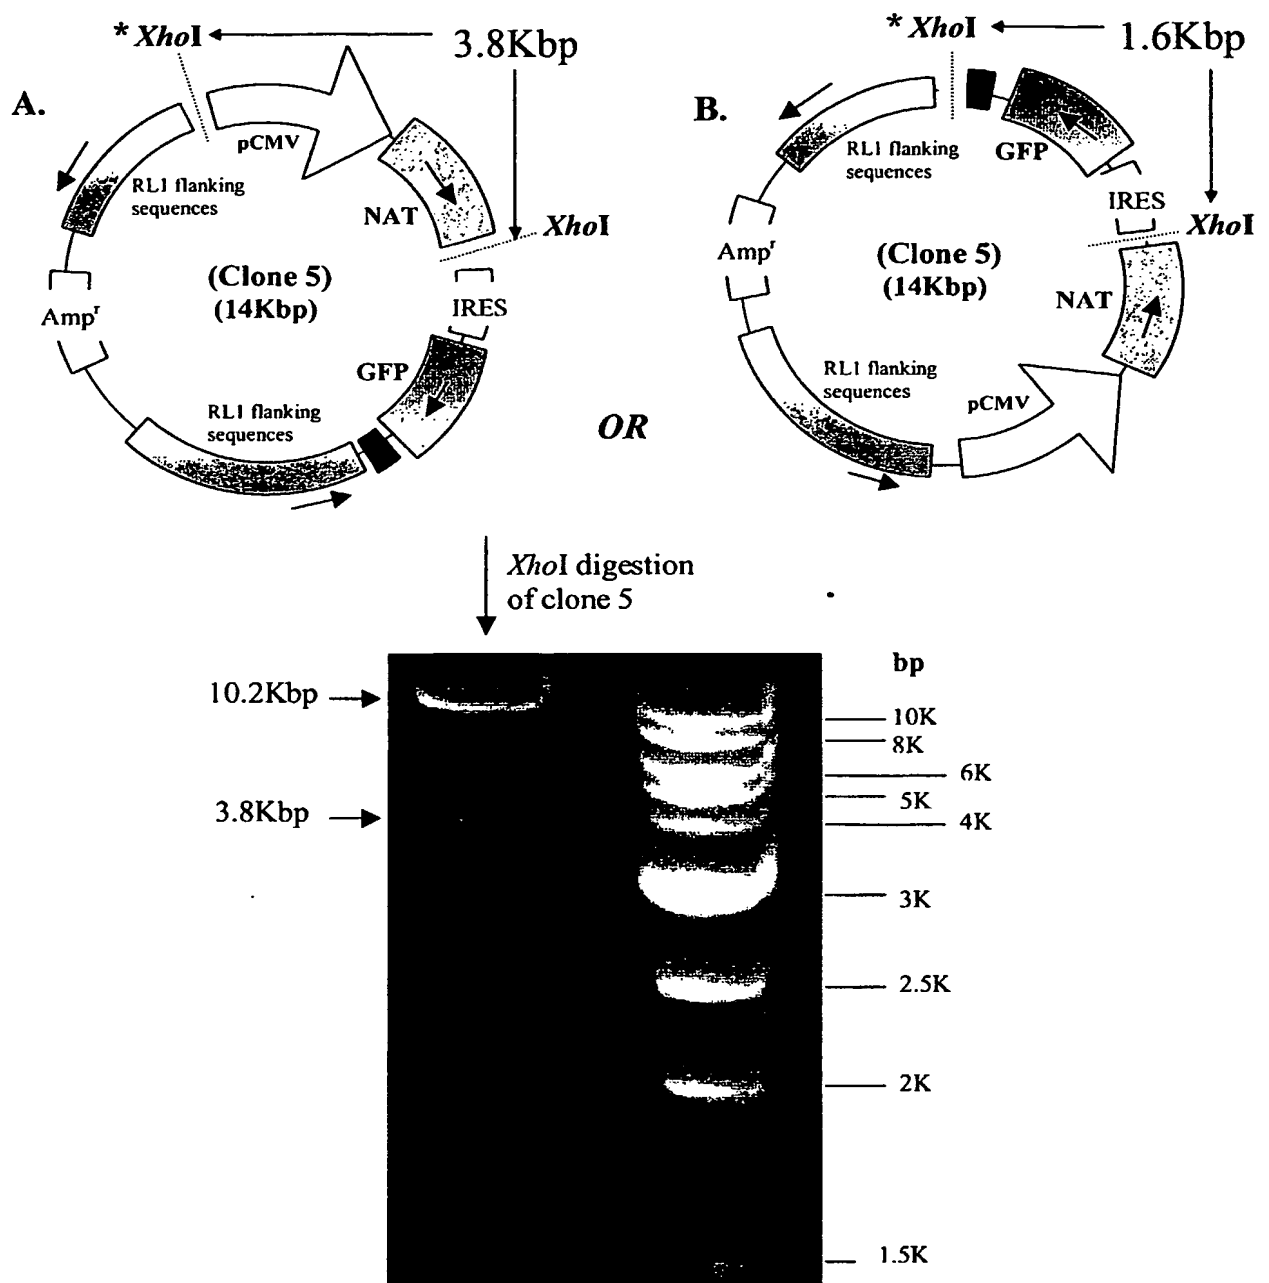 A.
* XhoI
3.8Kbp
pCMV
RL1 flanking
sequences
NAT
XhoI
(Clone 5)
(14Kbp)
Ampʳ
IRES
GFP
RL1 flanking
sequences
OR
B.
* XhoI
1.6Kbp
RL1 flanking
sequences
GFP
IRES
XhoI
Ampʳ
(Clone 5)
(14Kbp)
NAT
RL1 flanking
sequences
pCMV
XhoI digestion
of clone 5
bp
10.2Kbp
3.8Kbp
10K
8K
6K
5K
4K
3K
2.5K
2K
1.5K